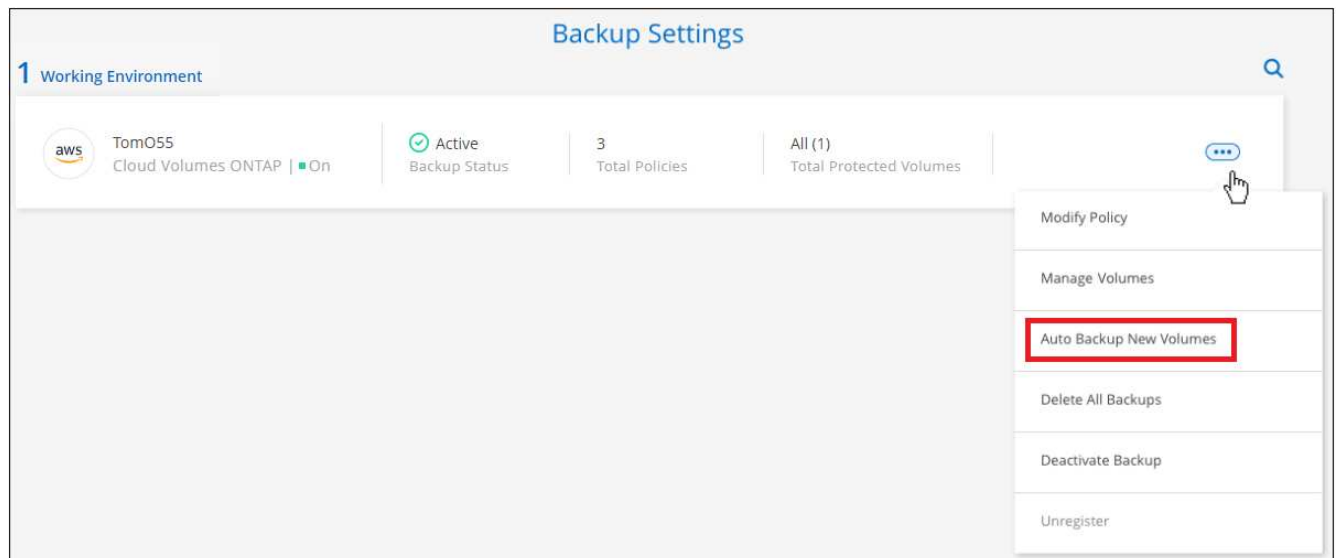 Backup Settings
1 Working Environment
aws
TomO55
Cloud Volumes ONTAP | On
Active
Backup Status
3
Total Policies
All (1)
Total Protected Volumes
Modify Policy
Manage Volumes
Auto Backup New Volumes
Delete All Backups
Deactivate Backup
Unregister